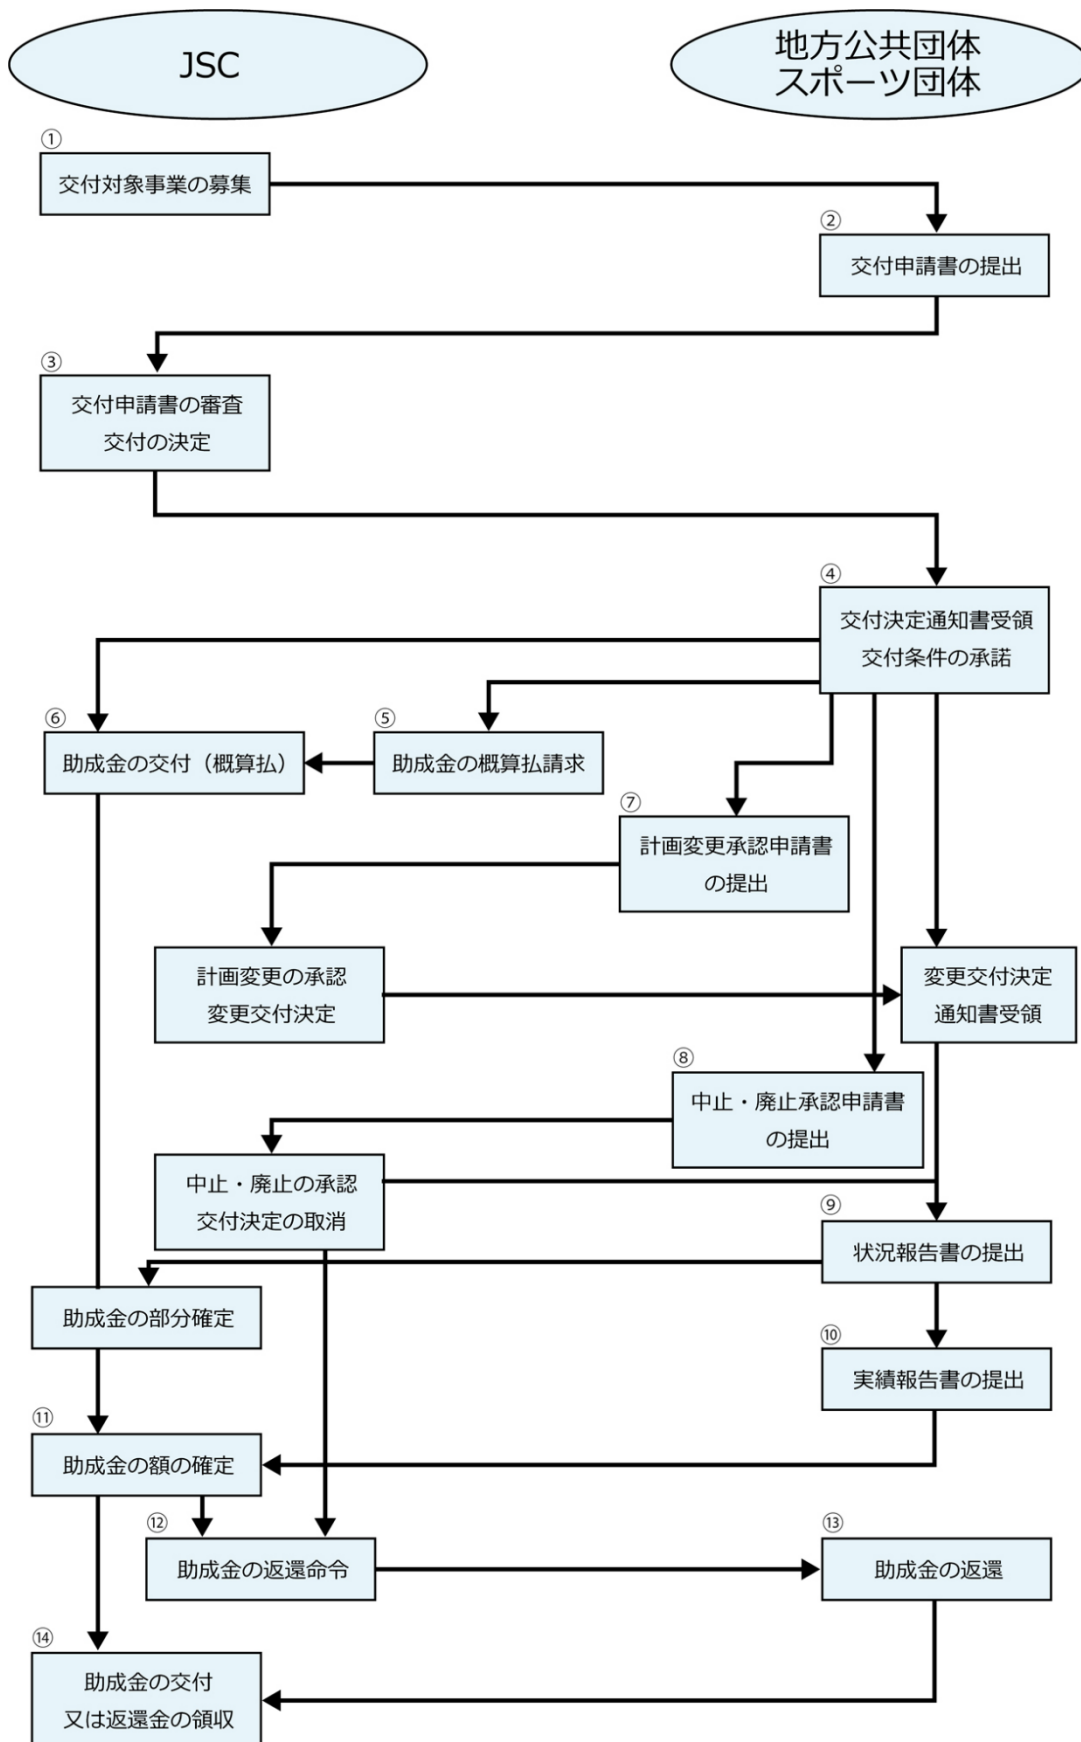 JSC
地方公共団体
スポーツ団体
①
交付対象事業の募集
②
交付申請書の提出
③
交付申請書の審査
交付の決定
④
交付決定通知書受領
交付条件の承諾
⑥
助成金の交付（概算払）
⑤
助成金の概算払請求
⑦
計画変更承認申請書
の提出
計画変更の承認
変更交付決定
変更交付決定
通知書受領
⑧
中止・廃止承認申請書
の提出
中止・廃止の承認
交付決定の取消
⑨
状況報告書の提出
助成金の部分確定
⑩
実績報告書の提出
⑪
助成金の額の確定
⑫
助成金の返還命令
⑬
助成金の返還
⑭
助成金の交付
又は返還金の領収